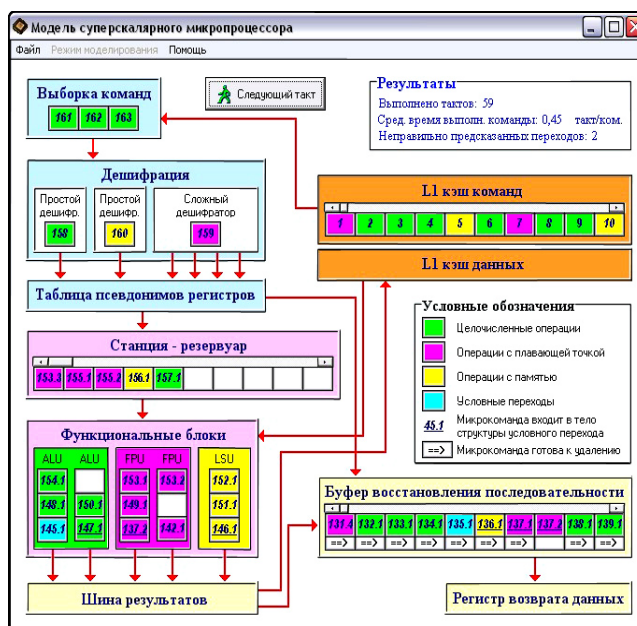 Модель суперскалярного микропроцессора
Файл Режим моделирования Помощь
Выборка команд
161 162 163
Следующий такт
Результаты
Выполнено тактов: 59
Сред. время выполн. команды: 0,45 такт/ком.
Неправильно предсказанных переходов: 2
Дешифрация
Простой дешифр.
158
Простой дешифр.
160
Сложный дешифратор
159
L1 кэш команд
1 2 3 4 5 6 7 8 9 10
L1 кэш данных
Таблица псевдонимов регистров
Условные обозначения
Целочисленные операции
Операции с плавающей точкой
Операции с памятью
Условные переходы
45.1 Микрокоманда входит в тело
структуры условного перехода
==> Микрокоманда готова к удалению
Станция - резервуар
153.3 155.1 155.2 156.1 157.1
Функциональные блоки
ALU ALU FPU FPU LSU
154.1 153.1 153.2 152.1
148.1 150.1 149.1 151.1
145.1 147.1 137.2 142.1 146.1
Буфер восстановления последовательности
131.4 132.1 133.1 134.1 135.1 136.1 137.1 137.2 138.1 139.1
==> ==> ==> ==> ==> ==> ==> ==> ==>
Шина результатов
Регистр возврата данных